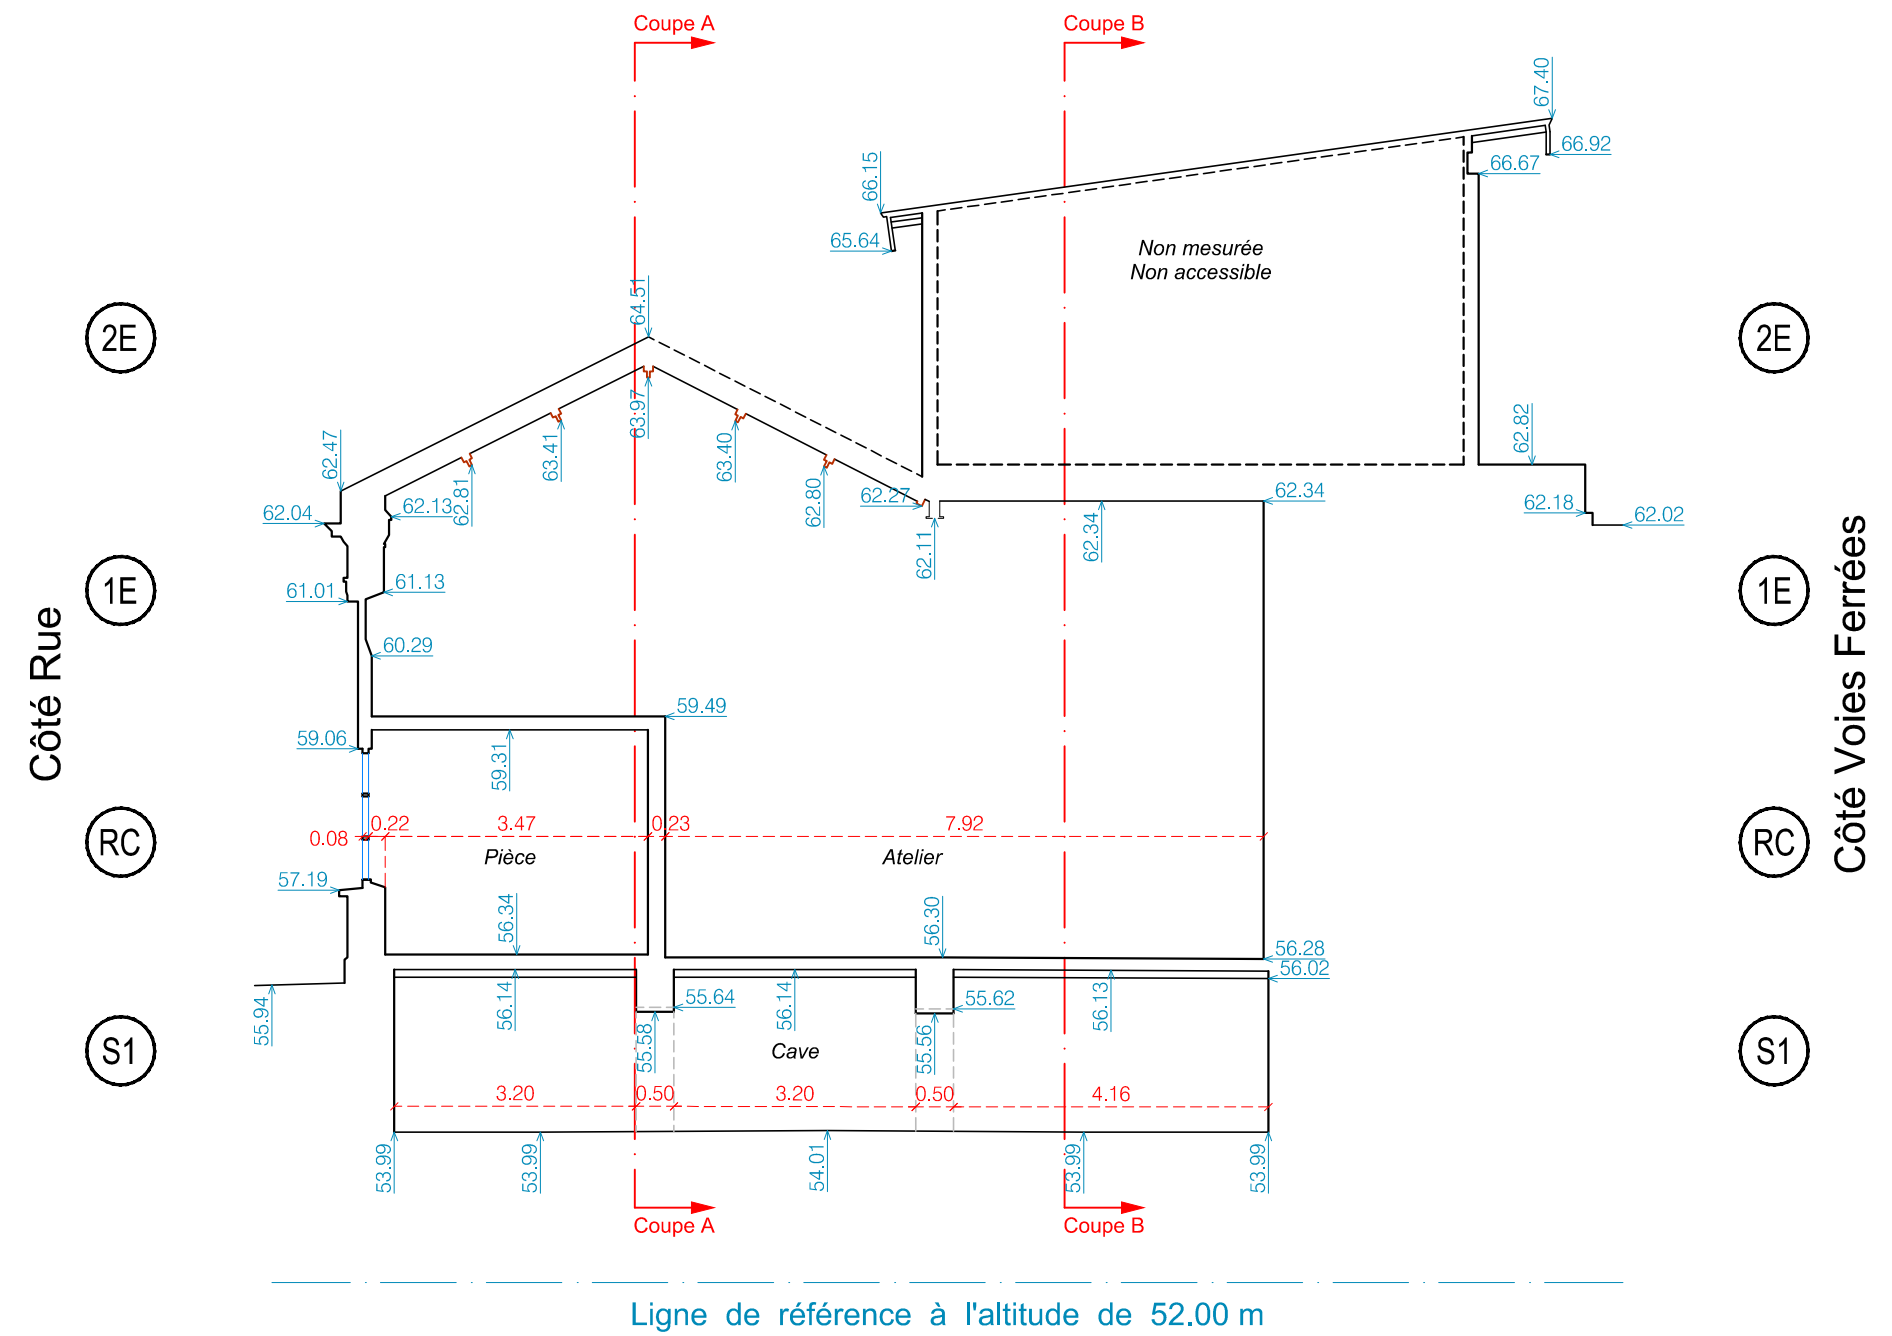 Coupe A
Coupe B
67.40
66.92
66.67
66.15
65.64
Non mesurée
Non accessible
64.51
2E
2E
63.97
63.41
63.40
62.47
62.81
62.80
62.82
62.13
62.04
62.27
62.34
62.34
62.18
62.02
62.11
61.13
61.01
1E
1E
60.29
Côté Rue
Côté Voies Ferrées
59.49
59.06
59.31
0.08
0.22
3.47
0.23
7.92
RC
RC
Pièce
Atelier
57.19
56.34
56.30
56.28
56.02
55.94
56.14
55.64
56.14
55.62
56.13
55.58
55.56
S1
S1
Cave
3.20
0.50
3.20
0.50
4.16
53.99
53.99
54.01
53.99
53.99
Coupe A
Coupe B
Ligne de référence à l'altitude de 52.00 m